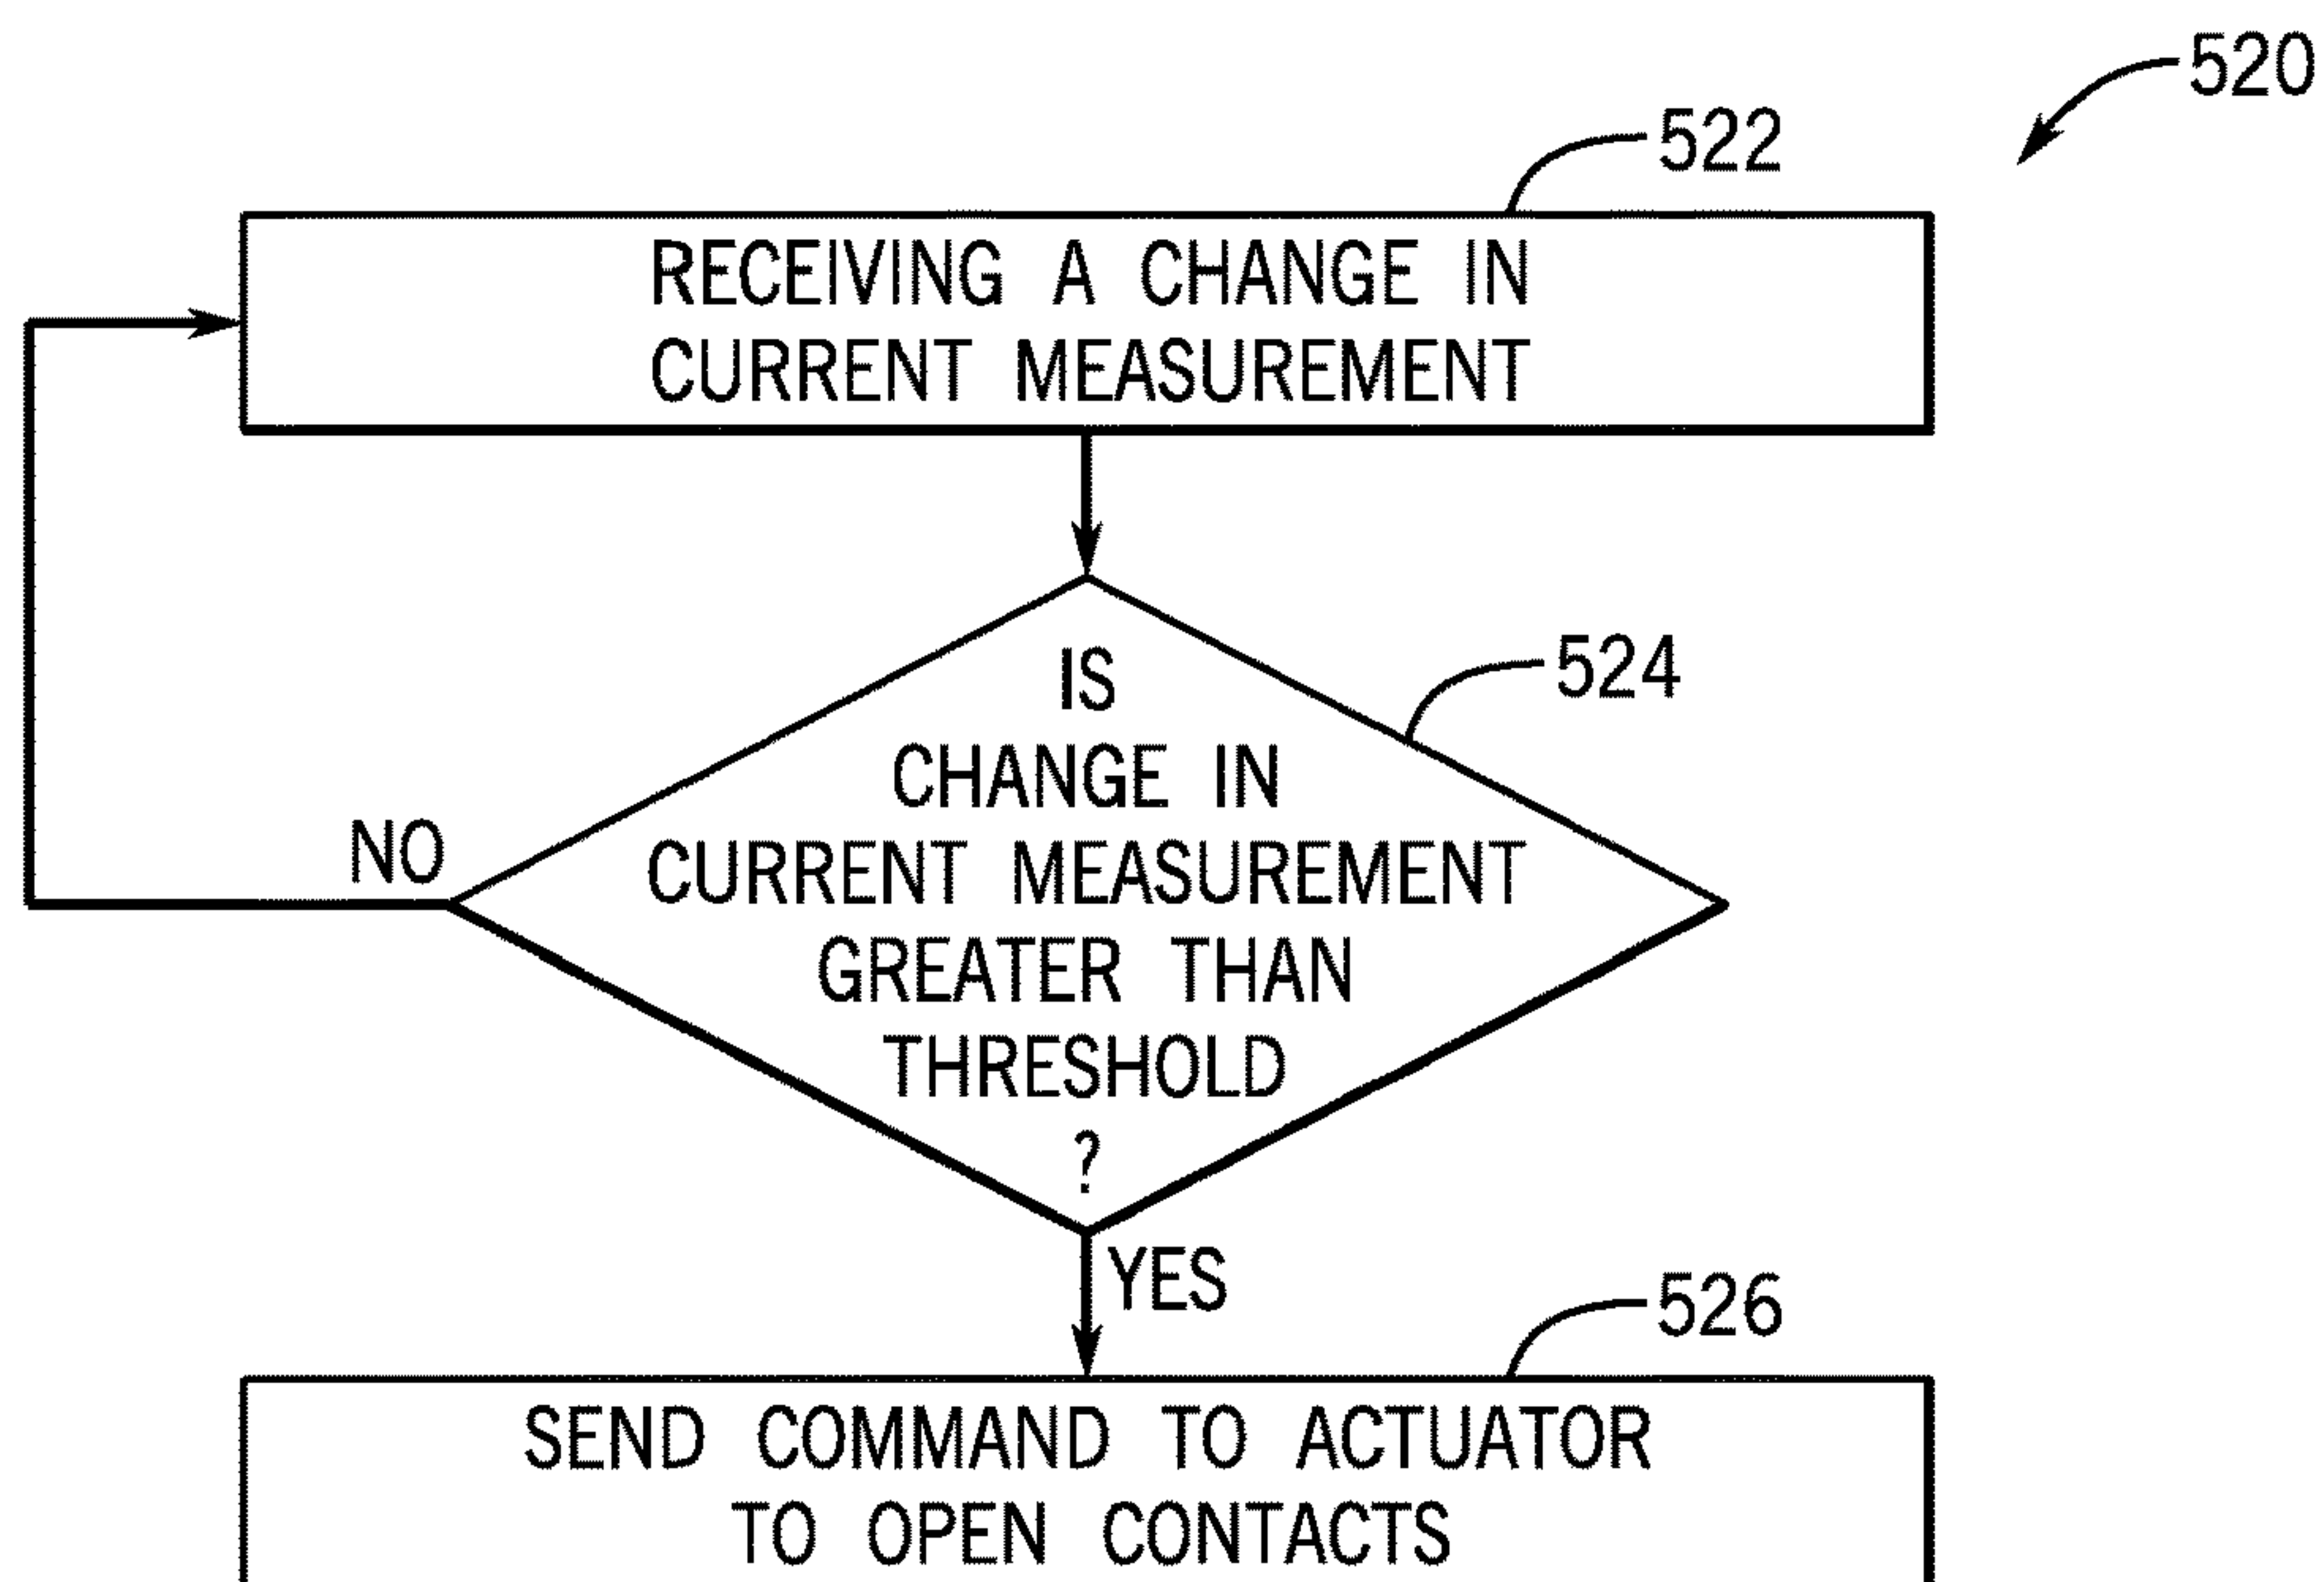 520
522
RECEIVING A CHANGE IN
CURRENT MEASUREMENT
524
IS
CHANGE IN
CURRENT MEASUREMENT
GREATER THAN
THRESHOLD
?
NO
YES
526
SEND COMMAND TO ACTUATOR
TO OPEN CONTACTS